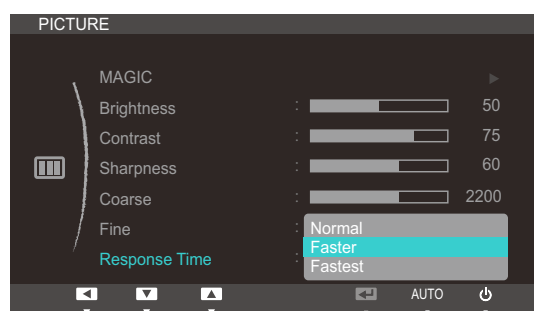 PICTURE
MAGIC
Brightness : 50
Contrast : 75
Sharpness : 60
Coarse : 2200
Fine : Normal
Faster
Response Time : Fastest
AUTO